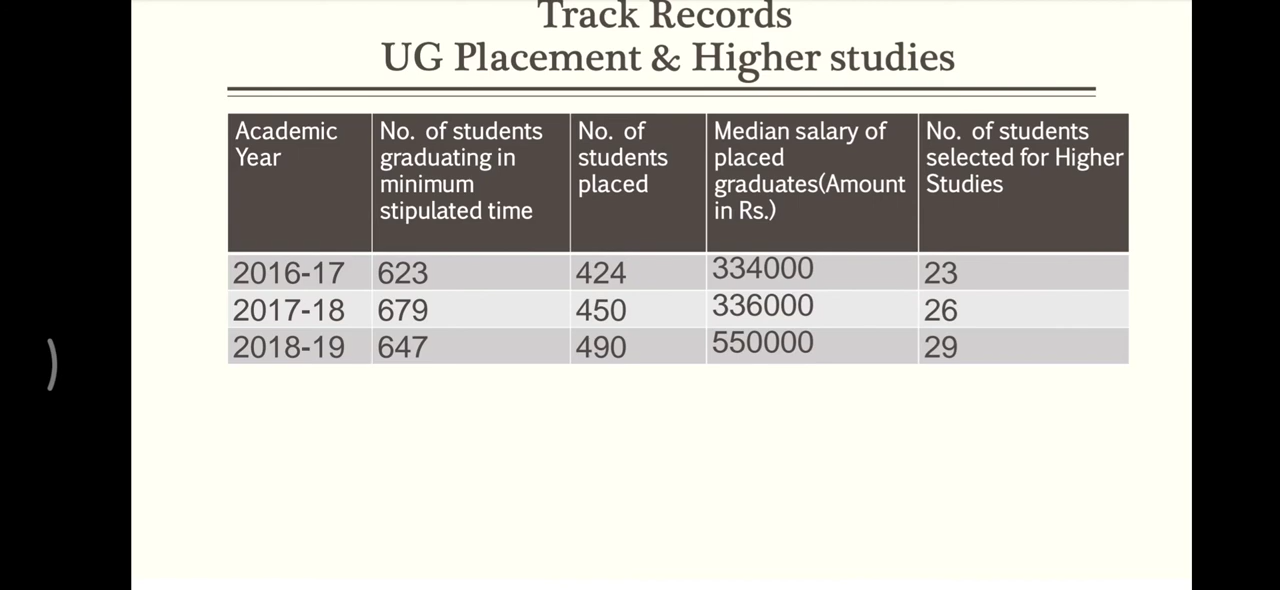 Track Records
UG Placement & Higher studies
Academic Year | No. of students graduating in minimum stipulated time | No. of students placed | Median salary of placed graduates(Amount in Rs.) | No. of students selected for Higher Studies
2016-17 | 623 | 424 | 334000 | 23
2017-18 | 679 | 450 | 336000 | 26
2018-19 | 647 | 490 | 550000 | 29